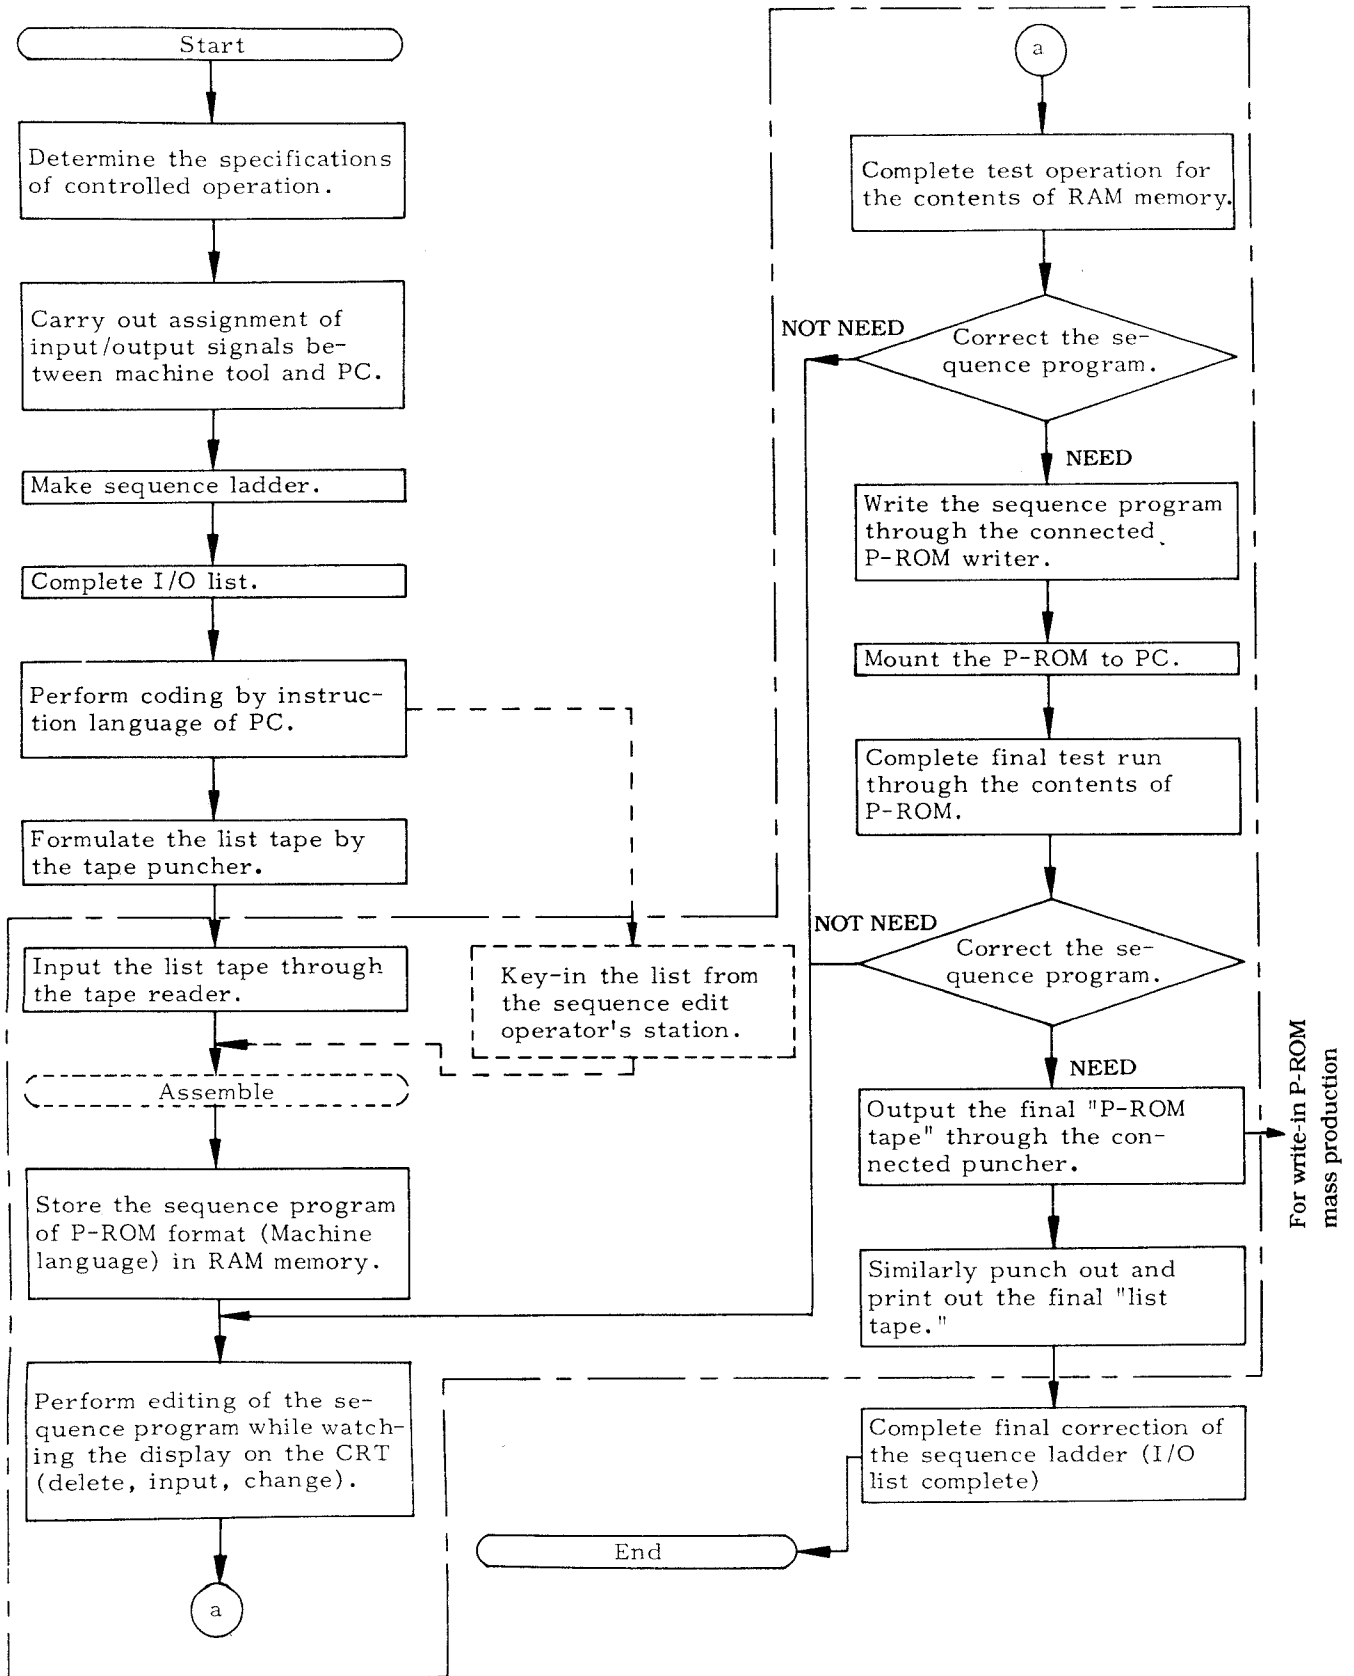 Start
Determine the specifications
of controlled operation.
Carry out assignment of
input/output signals be-
tween machine tool and PC.
Make sequence ladder.
Complete I/O list.
Perform coding by instruc-
tion language of PC.
Formulate the list tape by
the tape puncher.
Input the list tape through
the tape reader.
Key-in the list from
the sequence edit
operator's station.
Assemble
Store the sequence program
of P-ROM format (Machine
language) in RAM memory.
Perform editing of the se-
quence program while watch-
ing the display on the CRT
(delete, input, change).
a
a
Complete test operation for
the contents of RAM memory.
Correct the se-
quence program.
NOT NEED
NEED
Write the sequence program
through the connected
P-ROM writer.
Mount the P-ROM to PC.
Complete final test run
through the contents of
P-ROM.
Correct the se-
quence program.
NOT NEED
NEED
Output the final "P-ROM
tape" through the con-
nected puncher.
For write-in P-ROM
mass production
Similarly punch out and
print out the final "list
tape."
Complete final correction of
the sequence ladder (I/O
list complete)
End